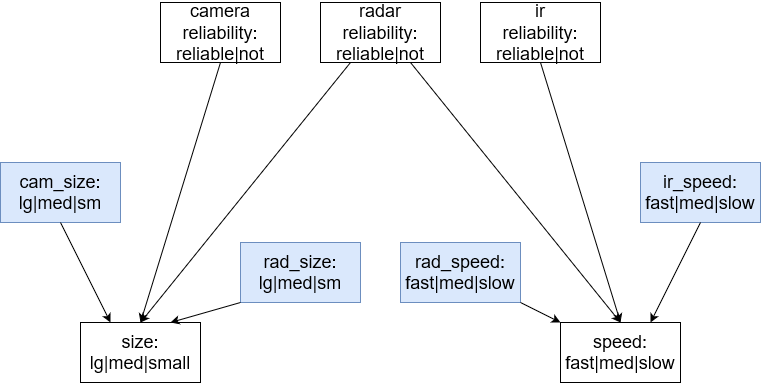 camera
reliability:
reliable|not
radar
reliability:
reliable|not
ir
reliability:
reliable|not
cam_size:
lg|med|sm
ir_speed:
fast|med|slow
rad_size:
lg|med|sm
rad_speed:
fast|med|slow
size:
lg|med|small
speed:
fast|med|slow